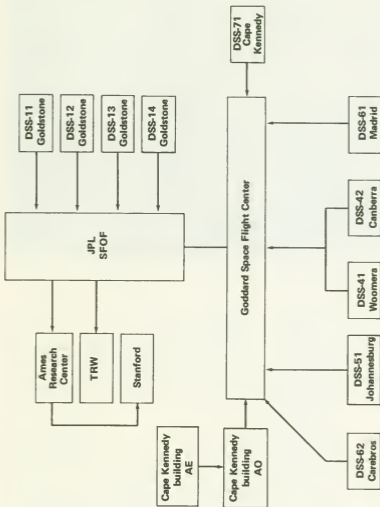 DSS-71
Cape
Kennedy
DSS-11
Goldstone
DSS-12
Goldstone
DSS-13
Goldstone
DSS-14
Goldstone
JPL
SFOF
Goddard Space Flight Center
DSS-61
Madrid
DSS-42
Canberra
DSS-41
Woomera
DSS-51
Johannesburg
DSS-62
Carebros
Ames
Research
Center
TRW
Stanford
Cape Kennedy
building
AE
Cape Kennedy
building
AO